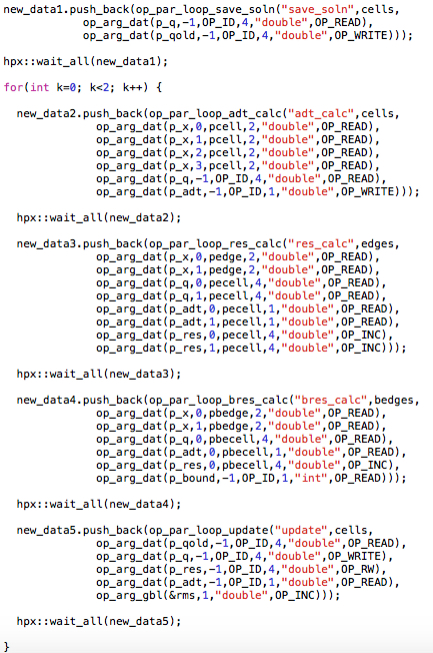 new_data1.push_back(op_par_loop_save_soln("save_soln",cells,
op_arg_dat(p_q,-1,OP_ID,4,"double",OP_READ),
op_arg_dat(p_qold,-1,OP_ID,4,"double",OP_WRITE)));
hpx::wait_all(new_data1);
for(int k=0; k<2; k++) {
new_data2.push_back(op_par_loop_adt_calc("adt_calc",cells,
op_arg_dat(p_x,0,pcell,2,"double",OP_READ),
op_arg_dat(p_x,1,pcell,2,"double",OP_READ),
op_arg_dat(p_x,2,pcell,2,"double",OP_READ),
op_arg_dat(p_x,3,pcell,2,"double",OP_READ),
op_arg_dat(p_q,-1,OP_ID,4,"double",OP_READ),
op_arg_dat(p_adt,-1,OP_ID,1,"double",OP_WRITE)));
hpx::wait_all(new_data2);
new_data3.push_back(op_par_loop_res_calc("res_calc",edges,
op_arg_dat(p_x,0,pedge,2,"double",OP_READ),
op_arg_dat(p_x,1,pedge,2,"double",OP_READ),
op_arg_dat(p_q,0,pecell,4,"double",OP_READ),
op_arg_dat(p_q,1,pecell,4,"double",OP_READ),
op_arg_dat(p_adt,0,pecell,1,"double",OP_READ),
op_arg_dat(p_adt,1,pecell,1,"double",OP_READ),
op_arg_dat(p_res,0,pecell,4,"double",OP_INC),
op_arg_dat(p_res,1,pecell,4,"double",OP_INC)));
hpx::wait_all(new_data3);
new_data4.push_back(op_par_loop_bres_calc("bres_calc",bedges,
op_arg_dat(p_x,0,pbedge,2,"double",OP_READ),
op_arg_dat(p_x,1,pbedge,2,"double",OP_READ),
op_arg_dat(p_q,0,pbecell,4,"double",OP_READ),
op_arg_dat(p_adt,0,pbecell,1,"double",OP_READ),
op_arg_dat(p_res,0,pbecell,4,"double",OP_INC),
op_arg_dat(p_bound,-1,OP_ID,1,"int",OP_READ)));
hpx::wait_all(new_data4);
new_data5.push_back(op_par_loop_update("update",cells,
op_arg_dat(p_qold,-1,OP_ID,4,"double",OP_READ),
op_arg_dat(p_q,-1,OP_ID,4,"double",OP_WRITE),
op_arg_dat(p_res,-1,OP_ID,4,"double",OP_RW),
op_arg_dat(p_adt,-1,OP_ID,1,"double",OP_READ),
op_arg_gbl(&rms,1,"double",OP_INC)));
hpx::wait_all(new_data5);
}